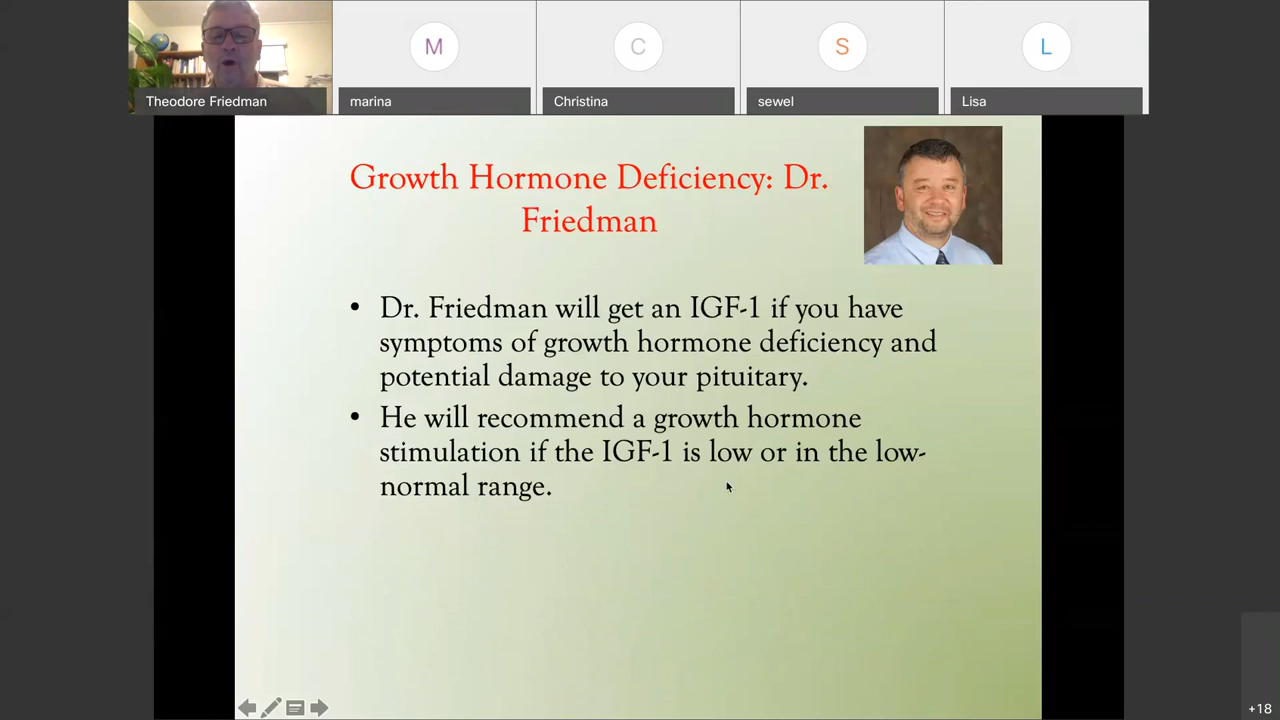 M
C
S
L
Theodore Friedman
marina
Christina
sewel
Lisa
Growth Hormone Deficiency: Dr.
Friedman
• Dr. Friedman will get an IGF-1 if you have
symptoms of growth hormone deficiency and
potential damage to your pituitary.
• He will recommend a growth hormone
stimulation if the IGF-1 is low or in the low-
normal range.
+18